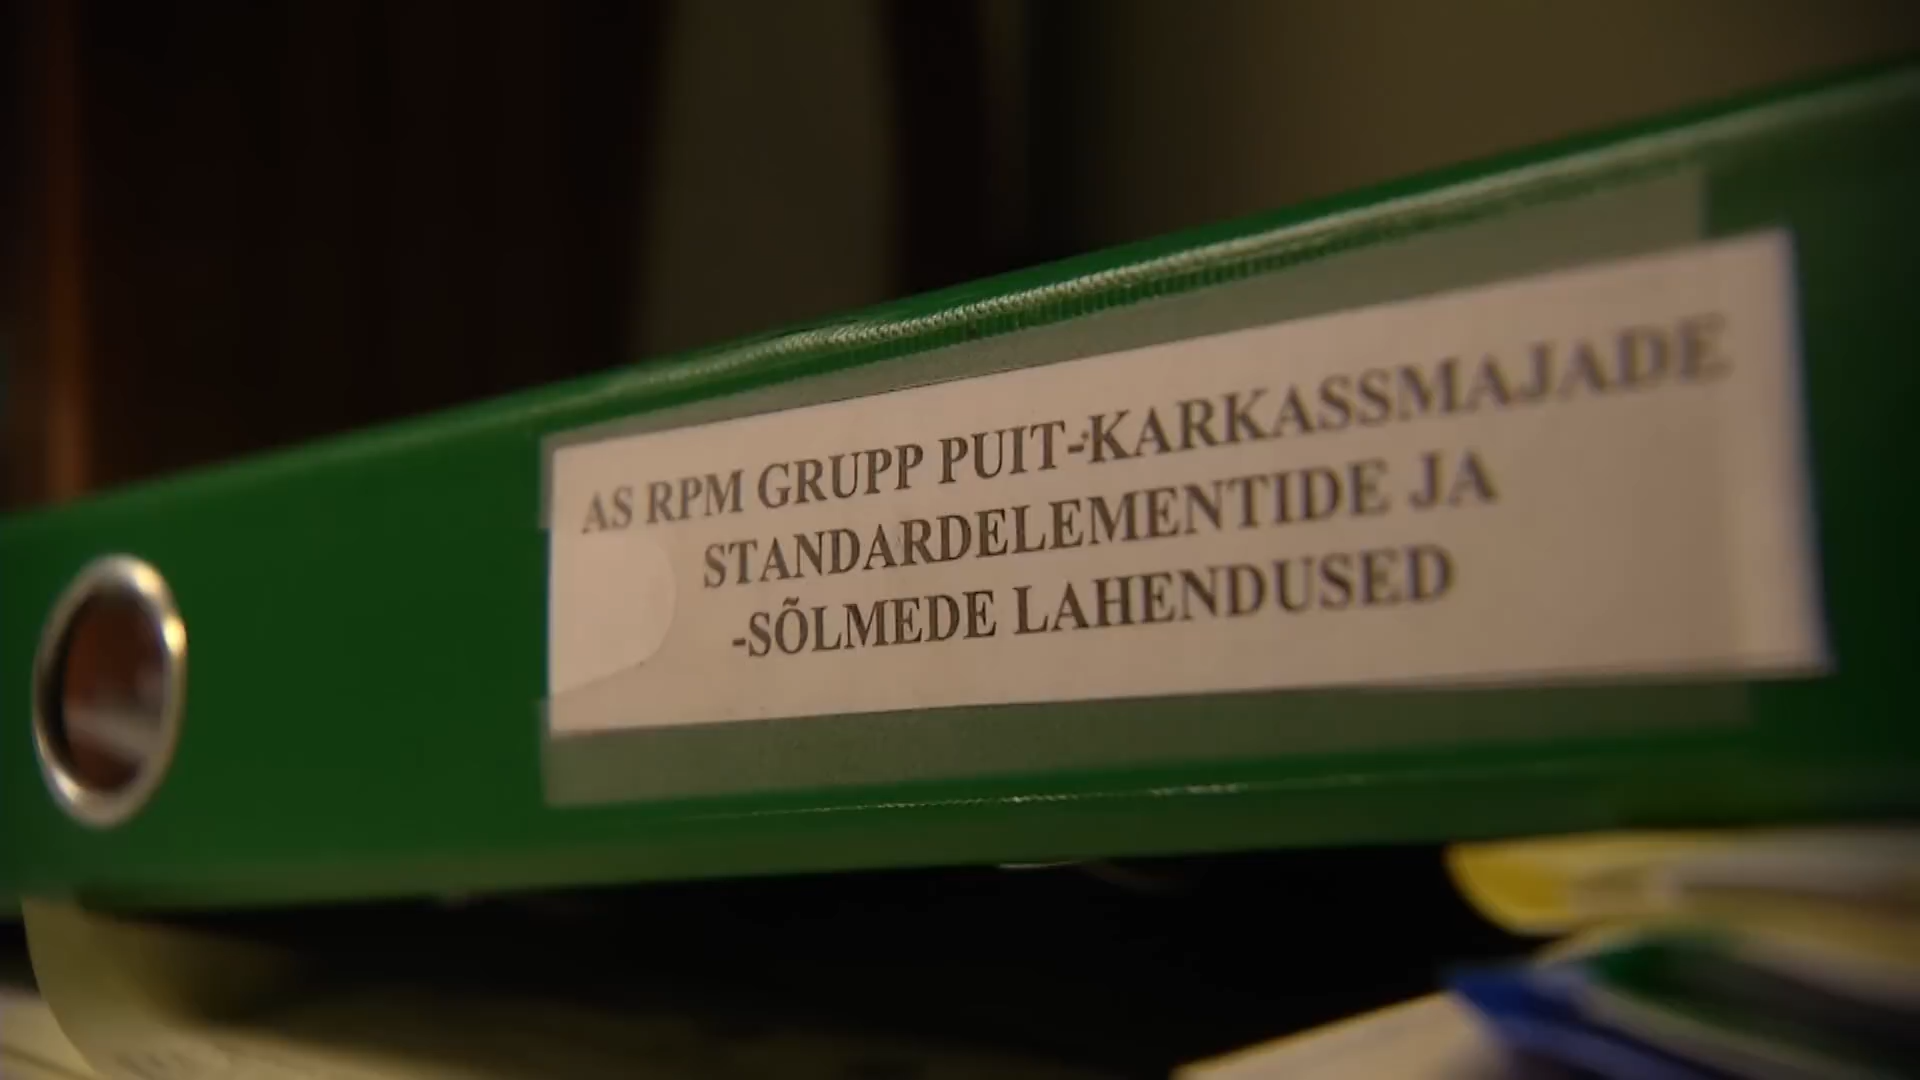 AS RPM GRUPP PUIT-KARKASSMAJADE
STANDARDELEMENTIDE JA
-SÕLMEDE LAHENDUSED